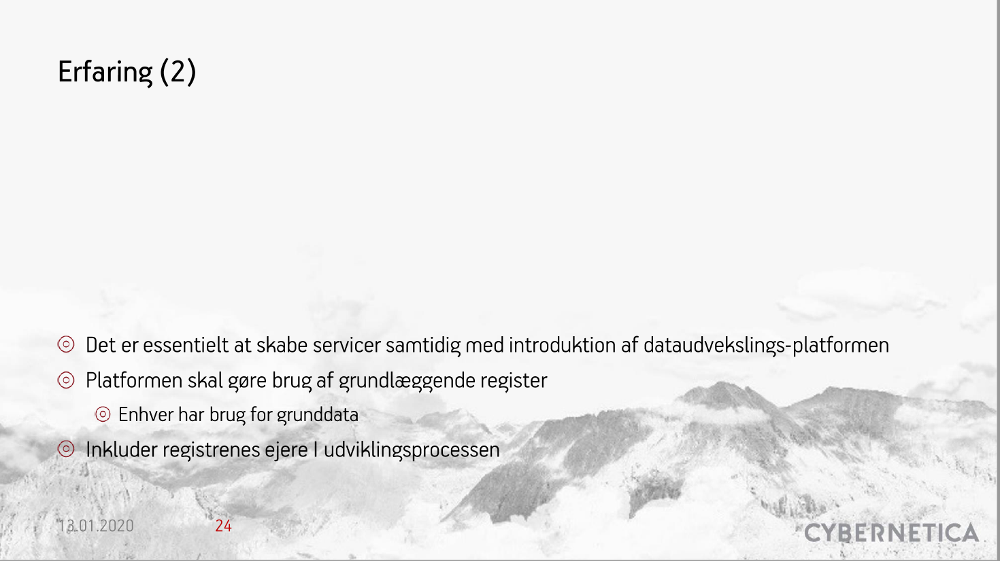 Erfaring (2)
Det er essentielt at skabe servicer samtidig med introduktion af dataudvekslings-platformen
Platformen skal gøre brug af grundlæggende register
Enhver har brug for grunddata
Inkluder registrenes ejere I udviklingsprocessen
13.01.2020
24
CYBERNETICA